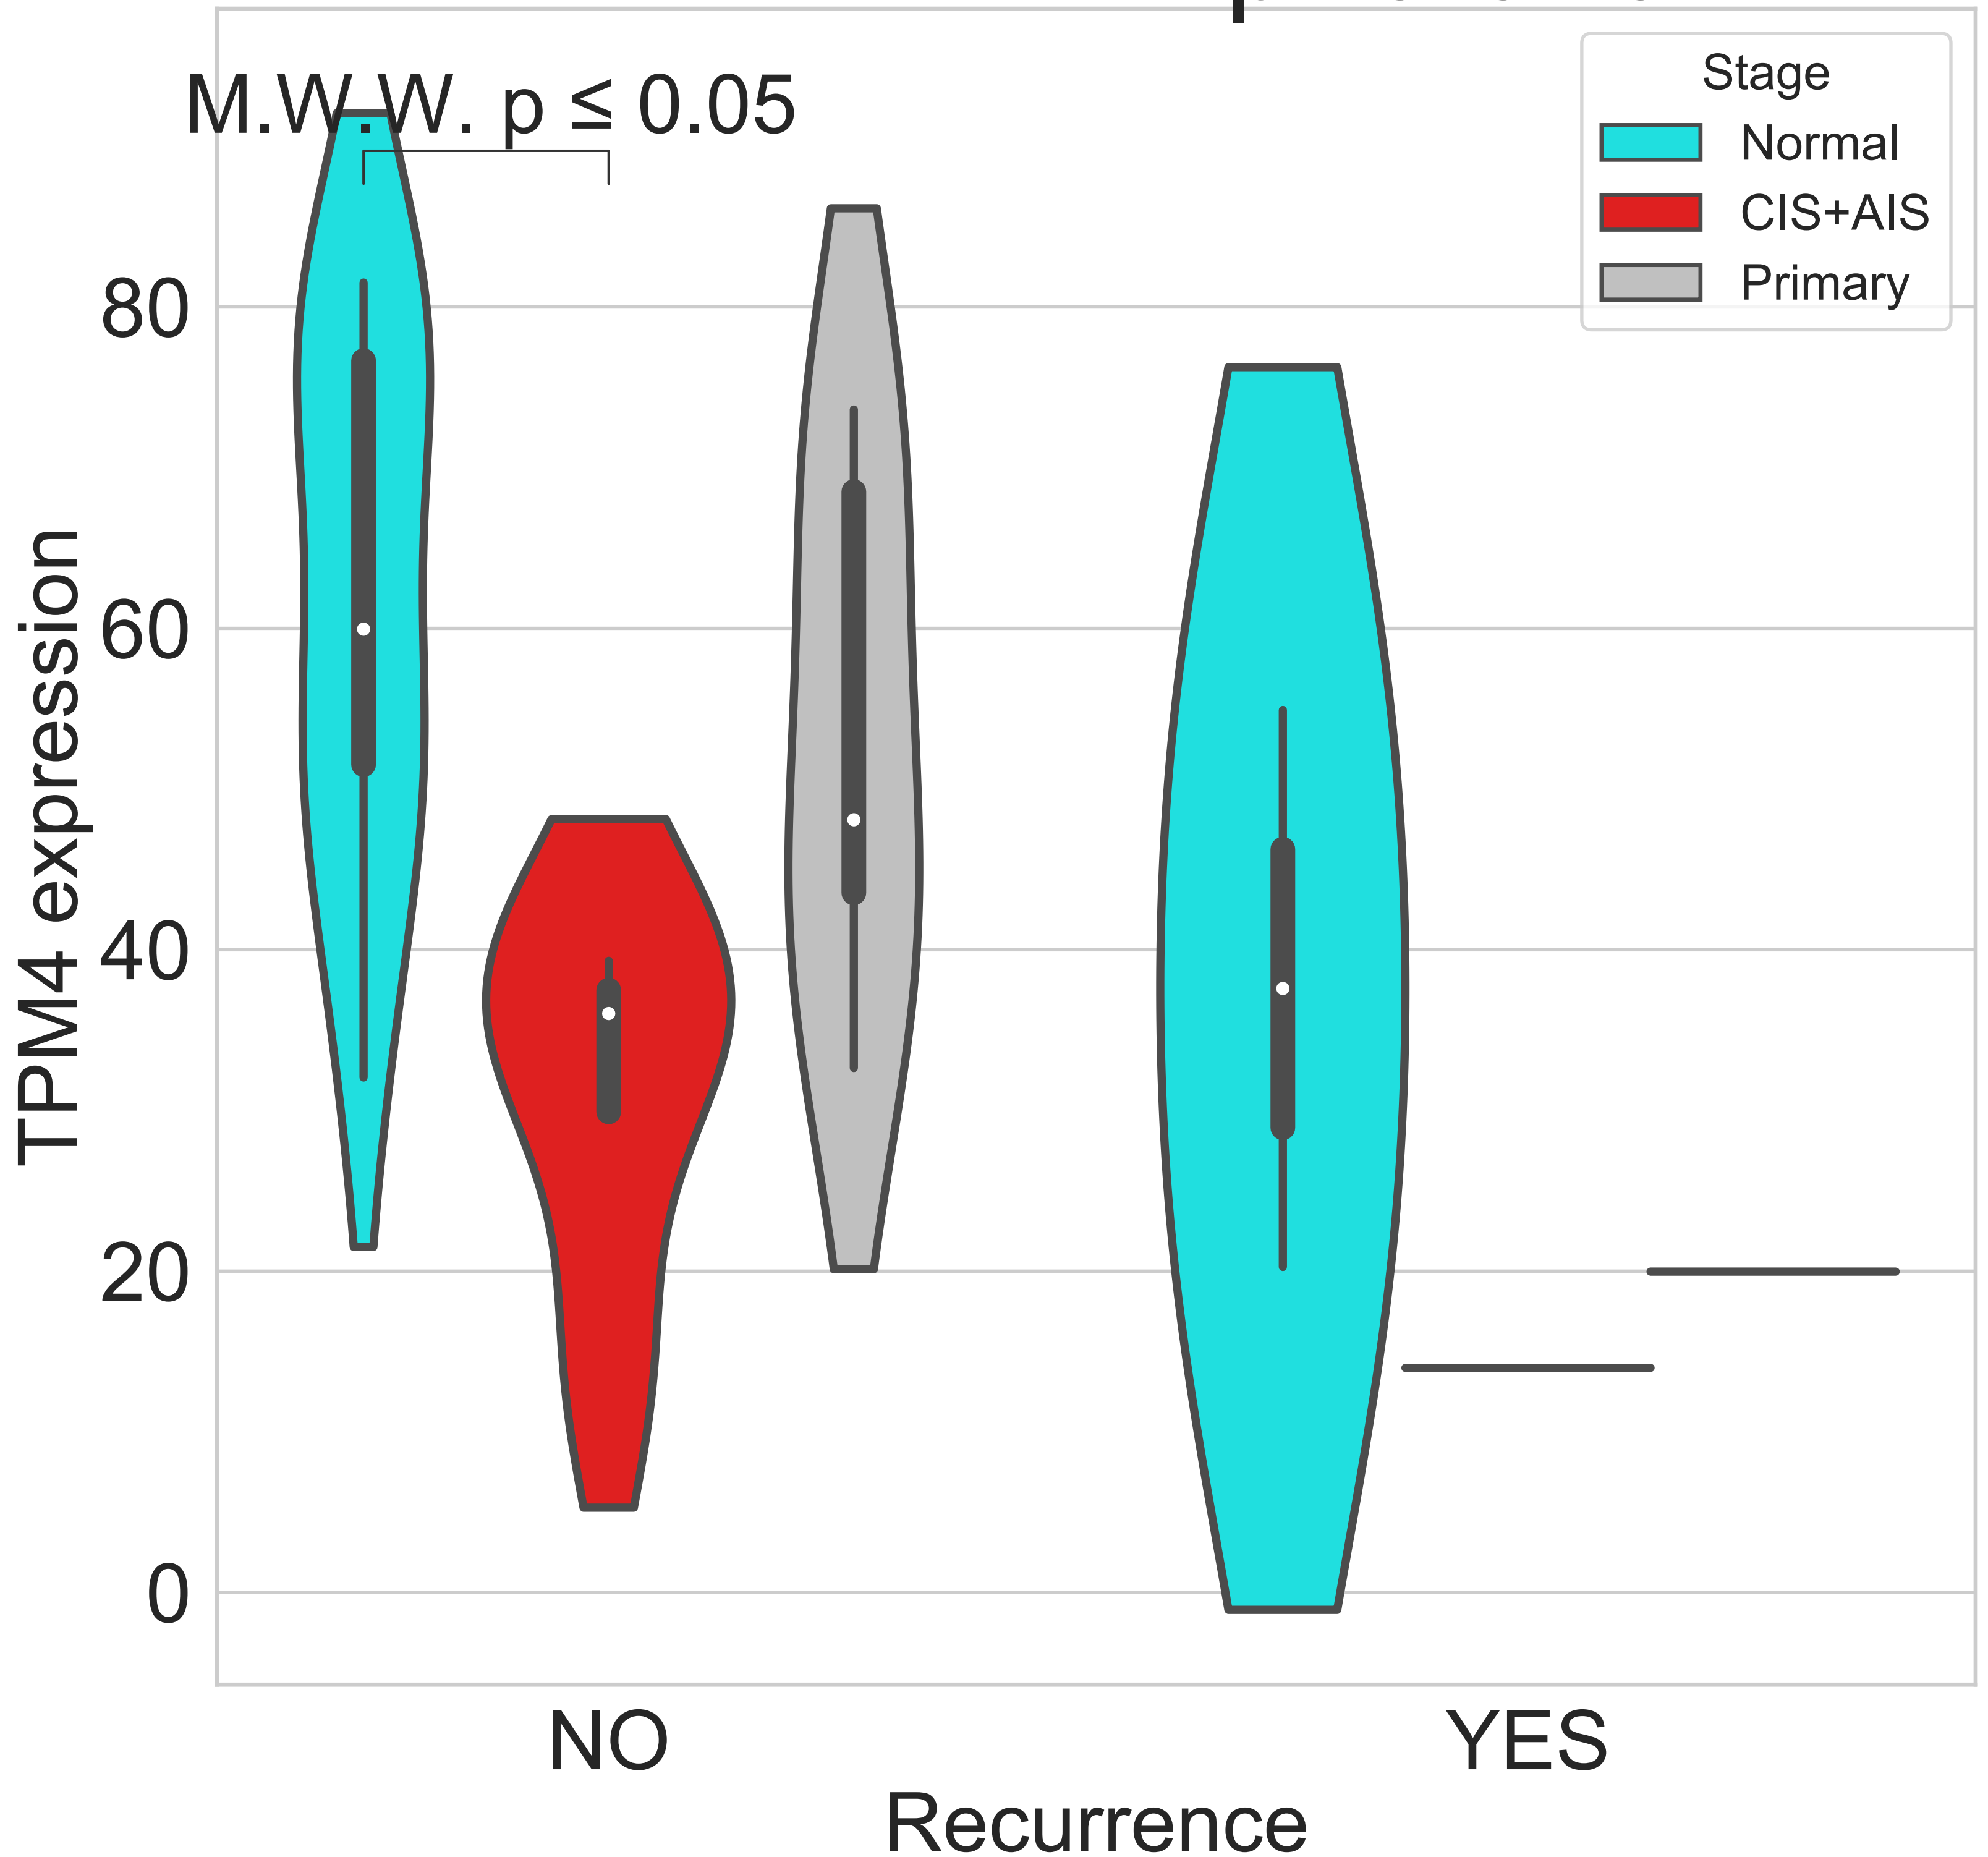 M.W.W. p ≤ 0.05
Stage
Normal
CIS+AIS
Primary
80
60
40
20
0
TPM4 expression
NO
YES
Recurrence